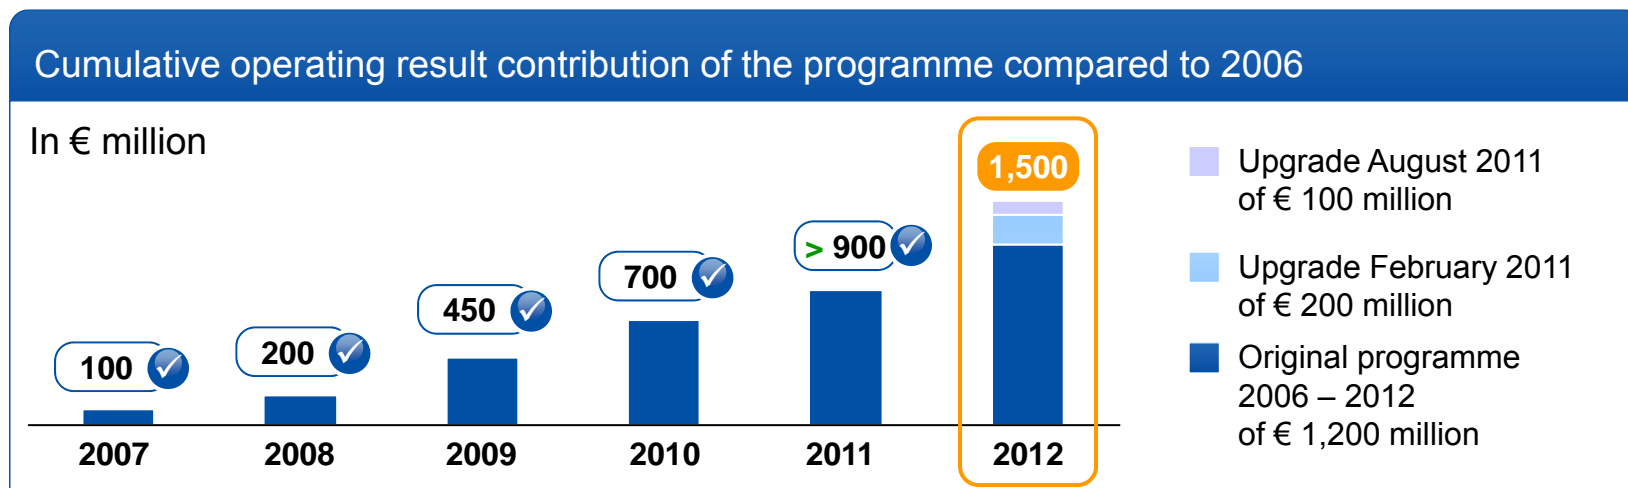 Cumulative operating result contribution of the programme compared to 2006
In € million
100
200
450
700
> 900
1,500
2007
2008
2009
2010
2011
2012
Upgrade August 2011
of € 100 million
Upgrade February 2011
of € 200 million
Original programme
2006 – 2012
of € 1,200 million